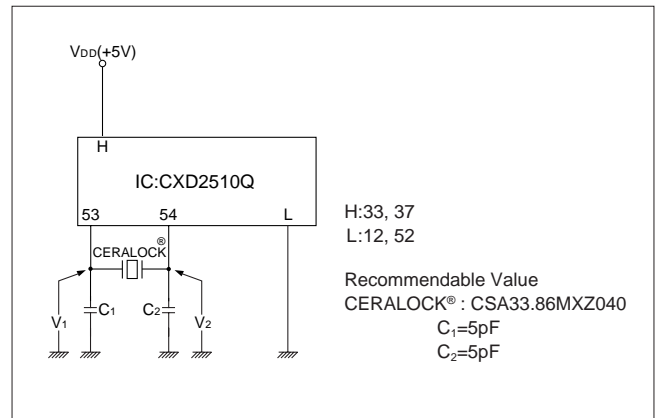 VDD(+5V)
H
IC:CXD2510Q
53 54 L
CERALOCK®
C1 C2
V1 V2
H:33, 37
L:12, 52
Recommendable Value
CERALOCK® : CSA33.86MXZ040
C1=5pF
C2=5pF